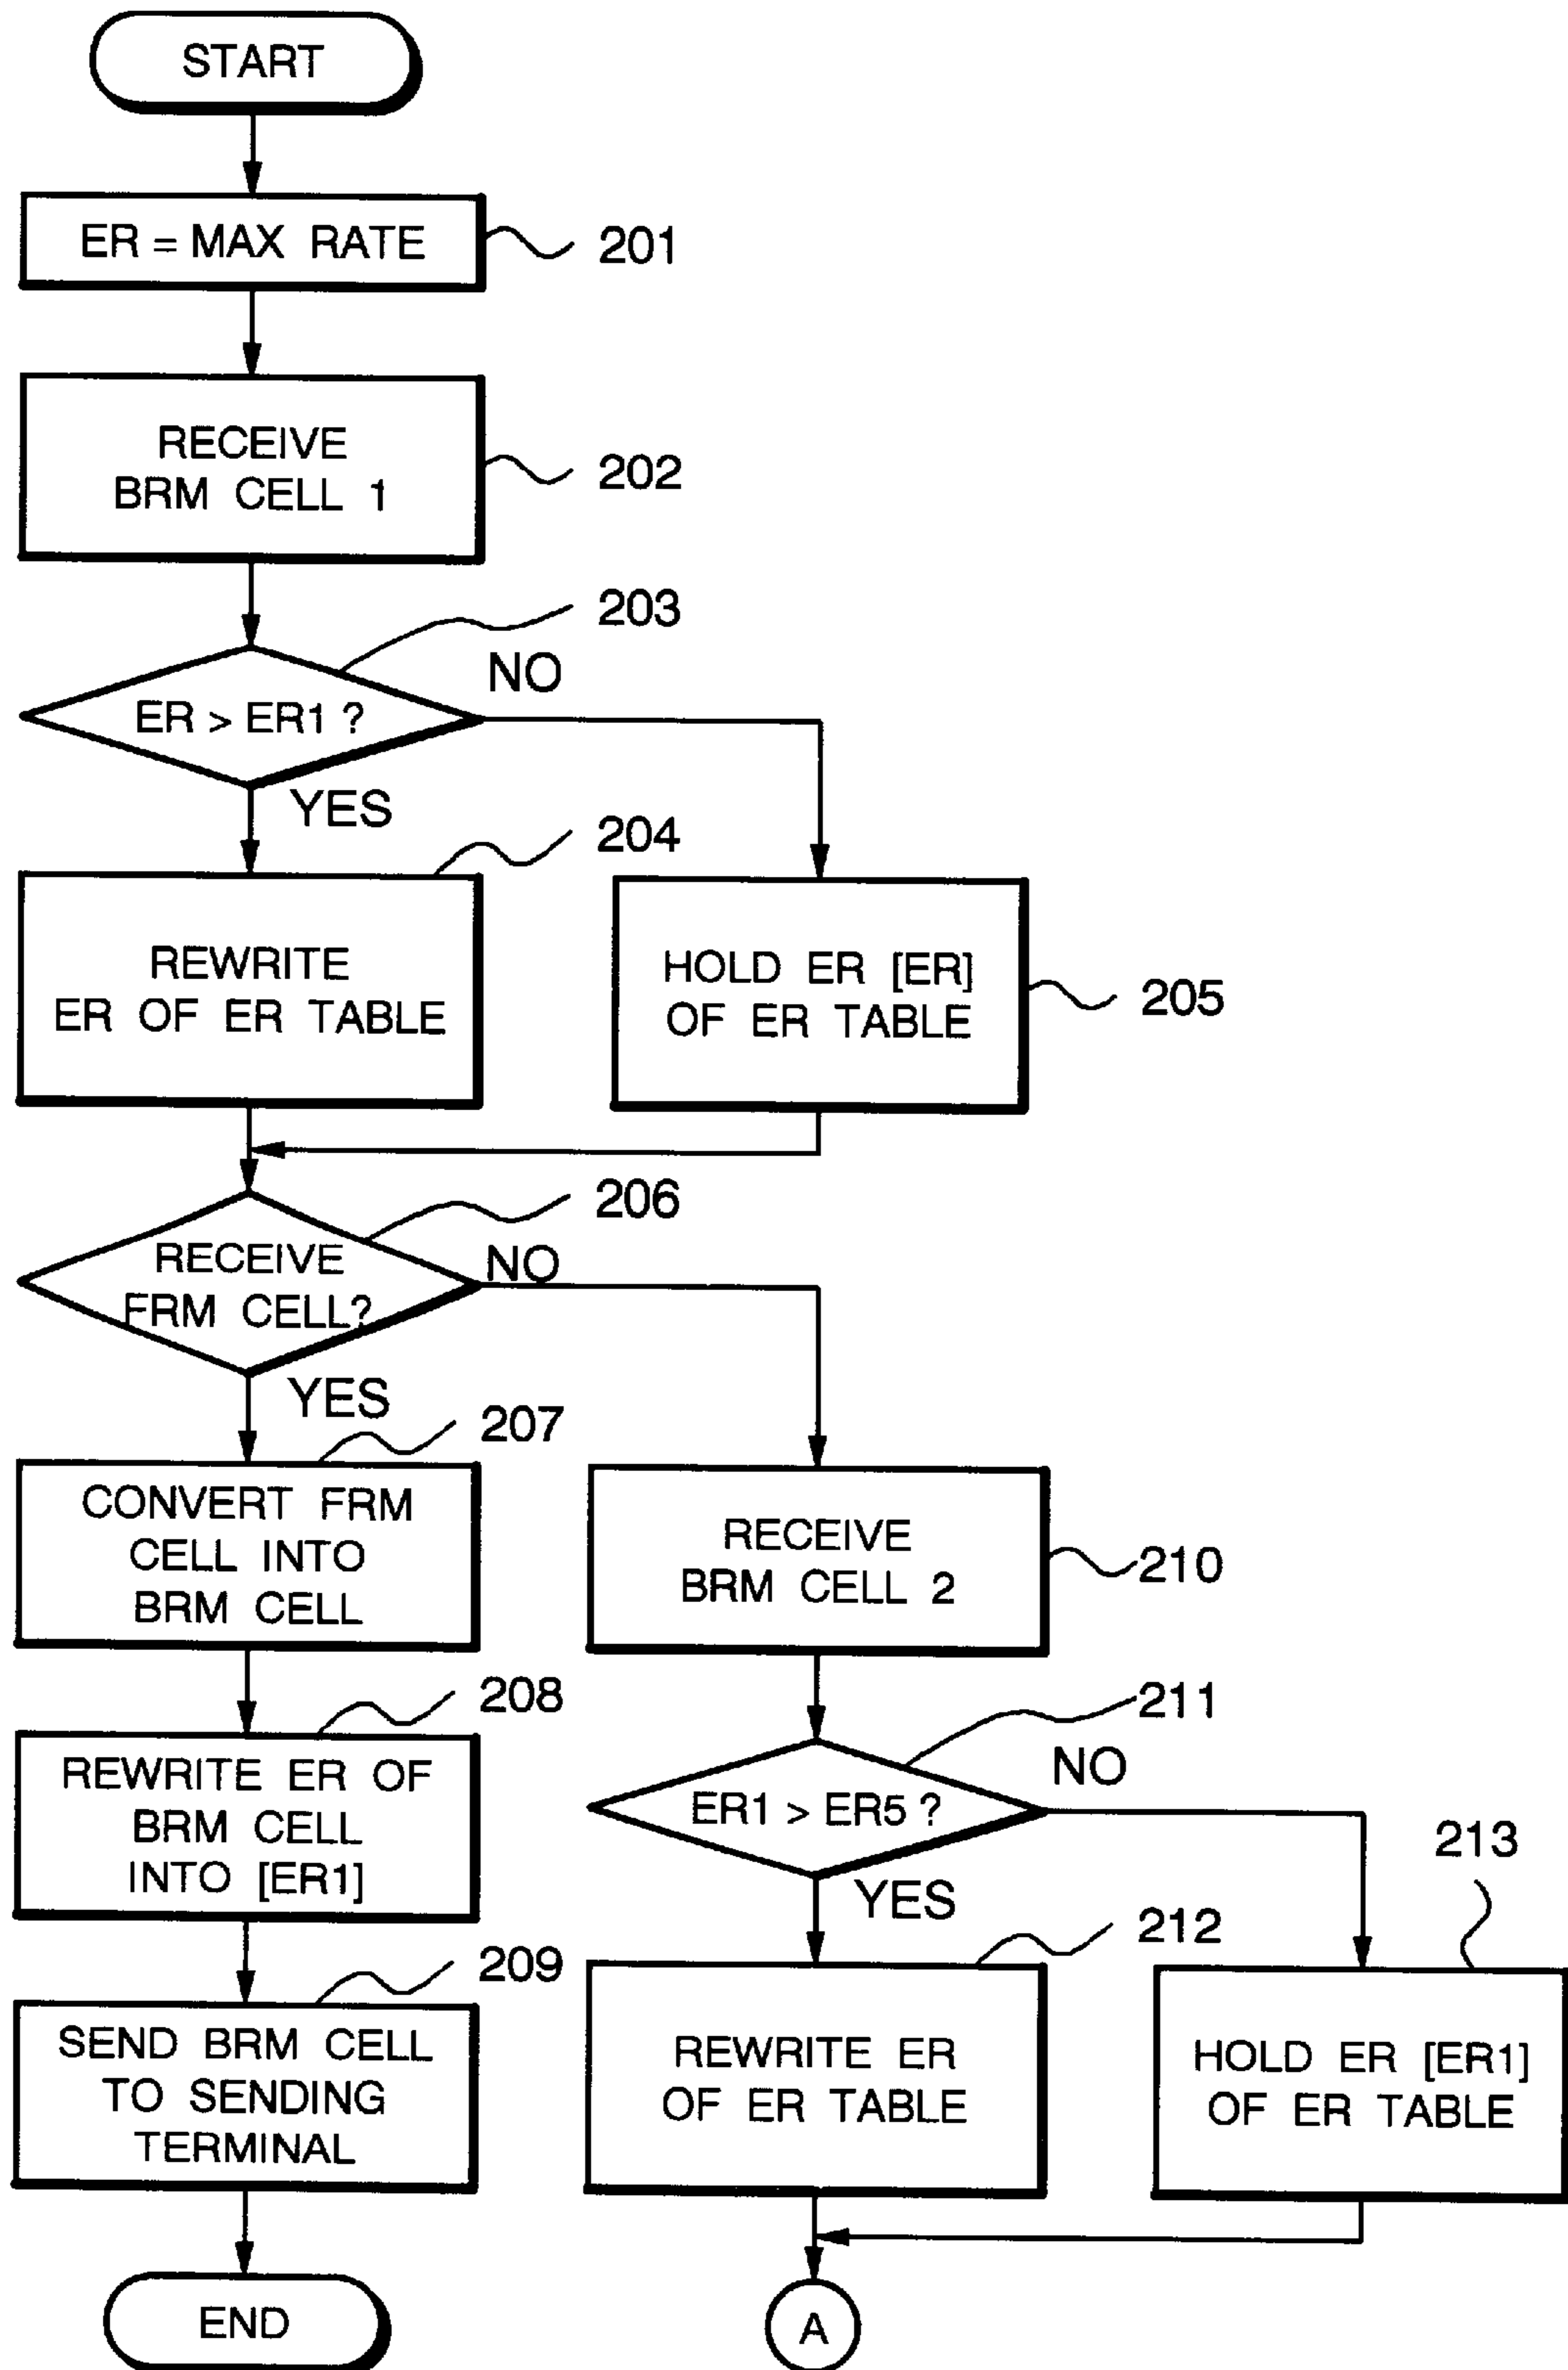 START
ER = MAX RATE
201
RECEIVE
BRM CELL 1
202
203
ER > ER1 ?
NO
YES
204
REWRITE
ER OF ER TABLE
HOLD ER [ER]
OF ER TABLE
205
206
RECEIVE
FRM CELL?
NO
YES
207
CONVERT FRM
CELL INTO
BRM CELL
RECEIVE
BRM CELL 2
210
208
REWRITE ER OF
BRM CELL
INTO [ER1]
211
ER1 > ER5 ?
NO
YES
213
209
SEND BRM CELL
TO SENDING
TERMINAL
212
REWRITE ER
OF ER TABLE
HOLD ER [ER1]
OF ER TABLE
END
A